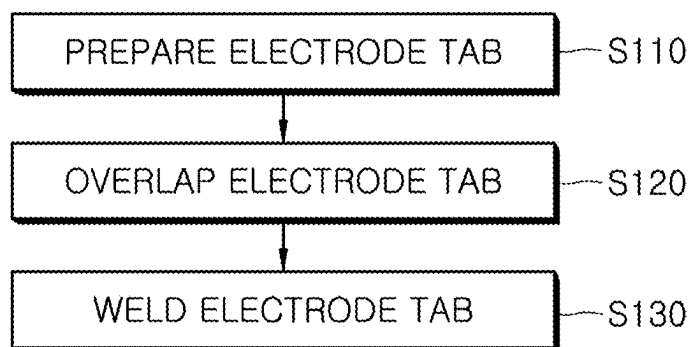 PREPARE ELECTRODE TAB S110
OVERLAP ELECTRODE TAB S120
WELD ELECTRODE TAB S130